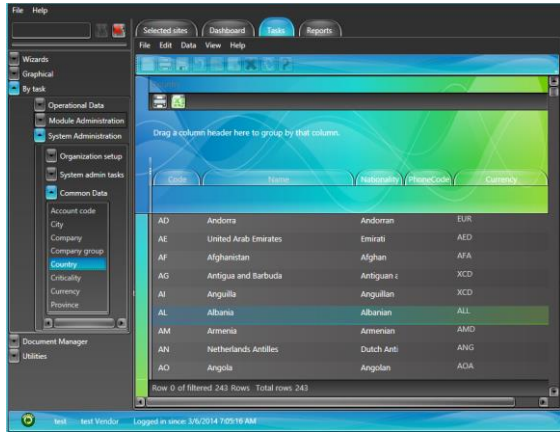 File Help
Selected sites Dashboard Tasks Reports
File Edit Data View Help
Wizards
Graphical
By task
Operational Data
Module Administration
System Administration
Organization setup
System admin tasks
Common Data
Account code
City
Company
Company group
Country
Criticality
Currency
Province
Document Manager
Utilities
Country
Drag a column header here to group by that column.
Code Name Nationality PhoneCode Currency
AD Andorra Andorran EUR
AE United Arab Emirates Emirati AED
AF Afghanistan Afghan AFA
AG Antigua and Barbuda Antiguan a XCD
AI Anguilla Anguillan XCD
AL Albania Albanian ALL
AM Armenia Armenian AMD
AN Netherlands Antilles Dutch Anti ANG
AO Angola Angolan AOA
Row 0 of filtered 243 Rows Total rows 243
test test Vendor Logged in since: 3/6/2014 7:05:16 AM